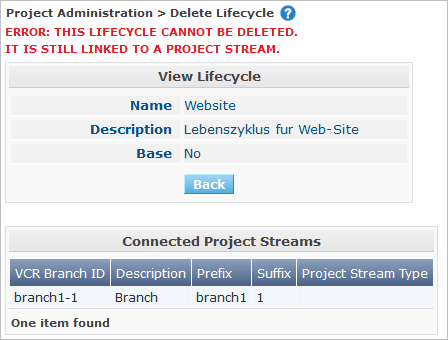 Project Administration > Delete Lifecycle ?
ERROR: THIS LIFECYCLE CANNOT BE DELETED.
IT IS STILL LINKED TO A PROJECT STREAM.
View Lifecycle
Name Website
Description Lebenszyklus fur Web-Site
Base No
Back
Connected Project Streams
VCR Branch ID Description Prefix Suffix Project Stream Type
branch1-1 Branch branch1 1
One item found